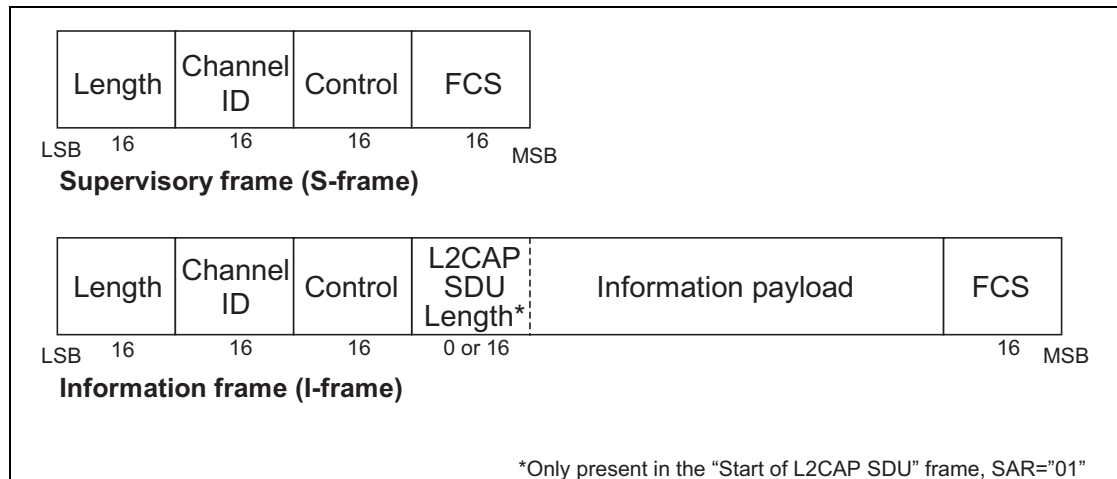 Length Channel ID Control FCS
LSB 16 16 16 16 MSB
Supervisory frame (S-frame)
Length Channel ID Control L2CAP SDU Length* Information payload FCS
LSB 16 16 16 0 or 16 16 MSB
Information frame (I-frame)
*Only present in the “Start of L2CAP SDU” frame, SAR=”01”